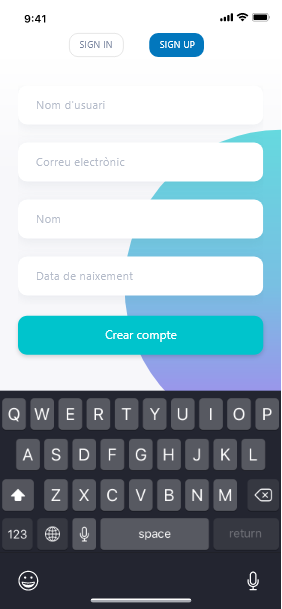 9:41
SIGN IN SIGN UP
Nom d'usuari
Correu electrònic
Nom
Data de naixement
Crear compte
Q W E R T Y U I O P
A S D F G H J K L
Z X C V B N M
123 space return